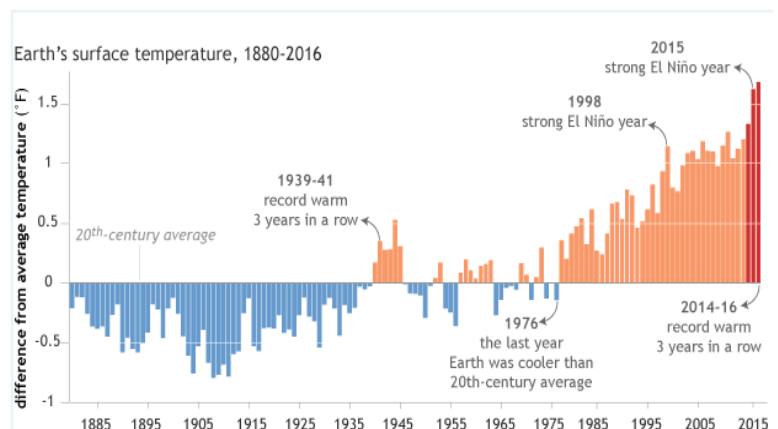 Earth's surface temperature, 1880-2016
difference from average temperature (°F)
1.5
1
0.5
0
-0.5
-1
20th-century average
1939-41
record warm
3 years in a row
1998
strong El Niño year
2015
strong El Niño year
1976
the last year
Earth was cooler than
20th-century average
2014-16
record warm
3 years in a row
1885 1895 1905 1915 1925 1935 1945 1955 1965 1975 1985 1995 2005 2015